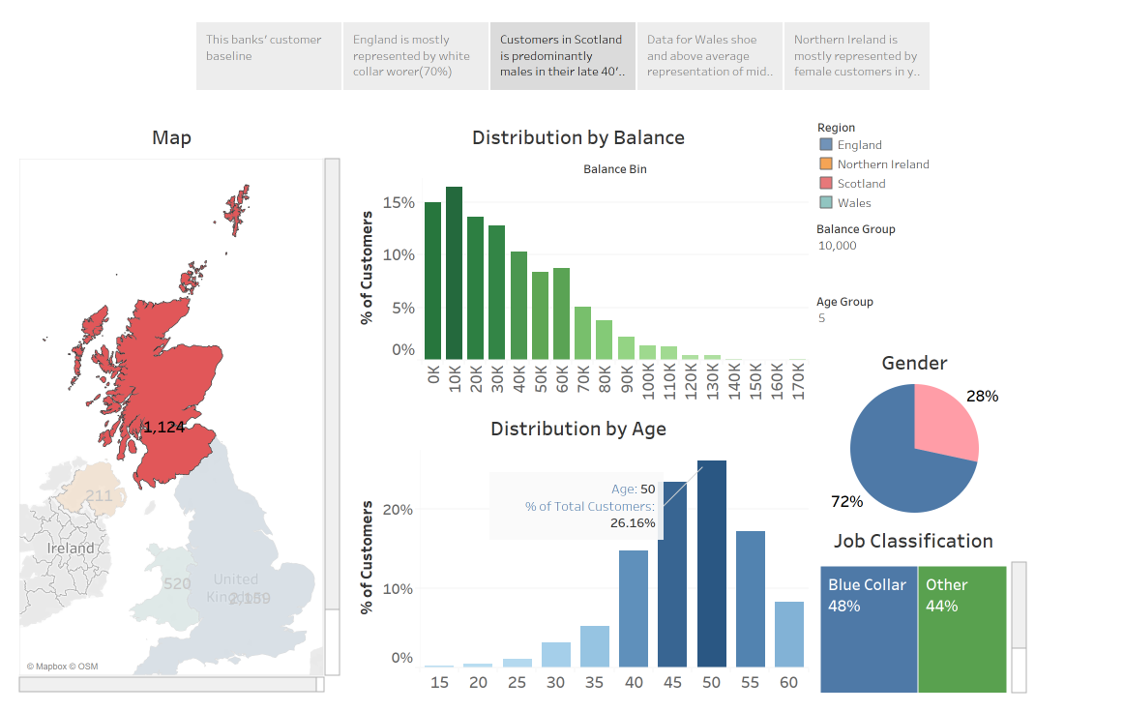 This banks' customer
baseline
England is mostly
represented by white
collar worer(70%)
Customers in Scotland
is predominantly
males in their late 40'..
Data for Wales shoe
and above average
representation of mid..
Northern Ireland is
mostly represented by
female customers in y..
Map
1,124
211
Ireland
520
United
Kingdom
2,159
© Mapbox © OSM
Distribution by Balance
Balance Bin
% of Customers
15%
10%
5%
0%
0K
10K
20K
30K
40K
50K
60K
70K
80K
90K
100K
110K
120K
130K
140K
150K
160K
170K
Distribution by Age
% of Customers
20%
10%
0%
Age: 50
% of Total Customers:
26.16%
15
20
25
30
35
40
45
50
55
60
Region
England
Northern Ireland
Scotland
Wales
Balance Group
10,000
Age Group
5
Gender
28%
72%
Job Classification
Blue Collar
48%
Other
44%